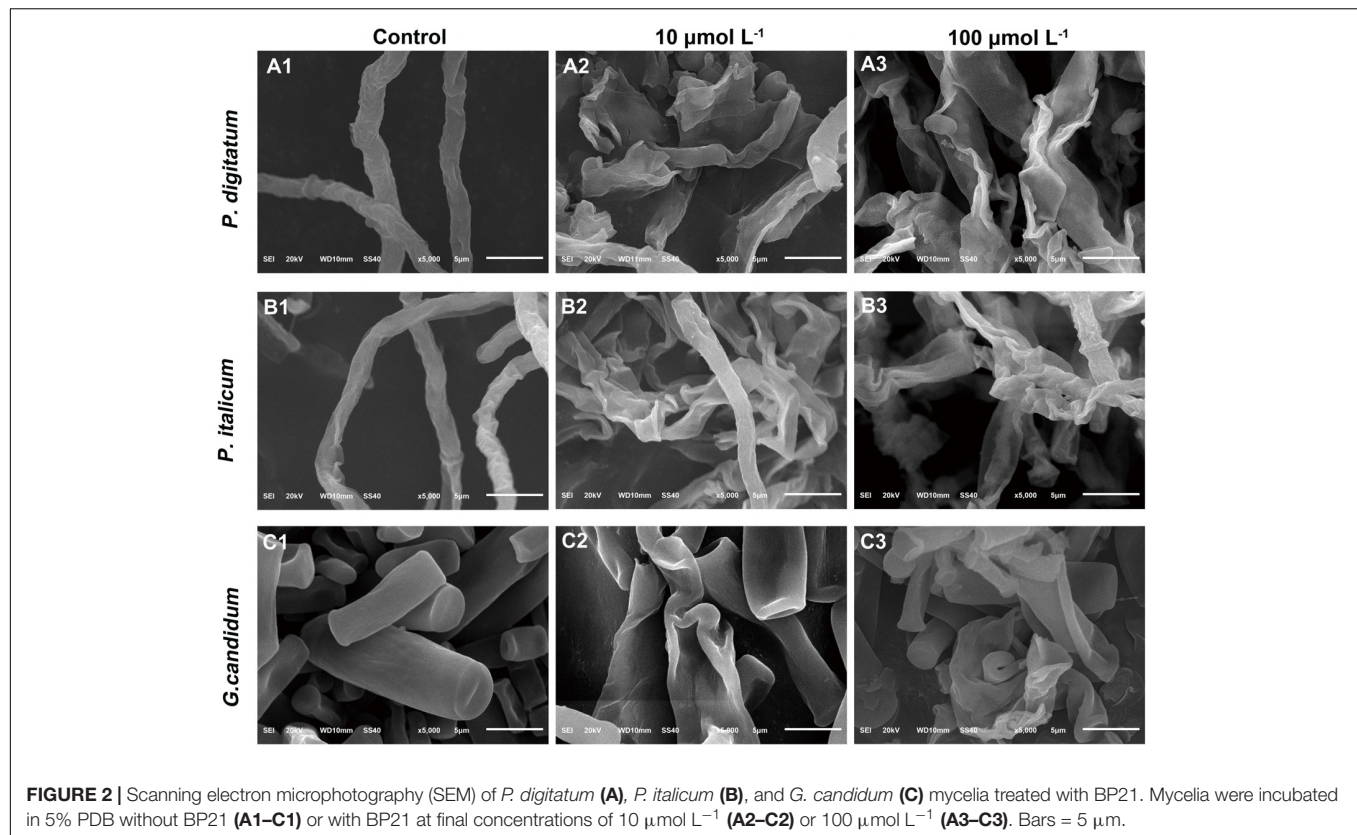 Control 10 μmol L⁻¹ 100 μmol L⁻¹
P. digitatum
A1 A2 A3
SEI 20kV WD10mm SS40 x5,000 5μm SEI 20kV WD11mm SS40 x5,000 5μm SEI 20kV WD10mm SS40 x5,000 5μm
P. italicum
B1 B2 B3
SEI 20kV WD10mm SS40 x5,000 5μm SEI 20kV WD10mm SS40 x5,000 5μm SEI 20kV WD10mm SS40 x5,000 5μm
G.candidum
C1 C2 C3
SEI 20kV WD10mm SS40 x5,000 5μm SEI 20kV WD10mm SS40 x5,000 5μm SEI 20kV WD10mm SS40 x5,000 5μm
FIGURE 2 | Scanning electron microphotography (SEM) of P. digitatum (A), P. italicum (B), and G. candidum (C) mycelia treated with BP21. Mycelia were incubated
in 5% PDB without BP21 (A1–C1) or with BP21 at final concentrations of 10 μmol L⁻¹ (A2–C2) or 100 μmol L⁻¹ (A3–C3). Bars = 5 μm.